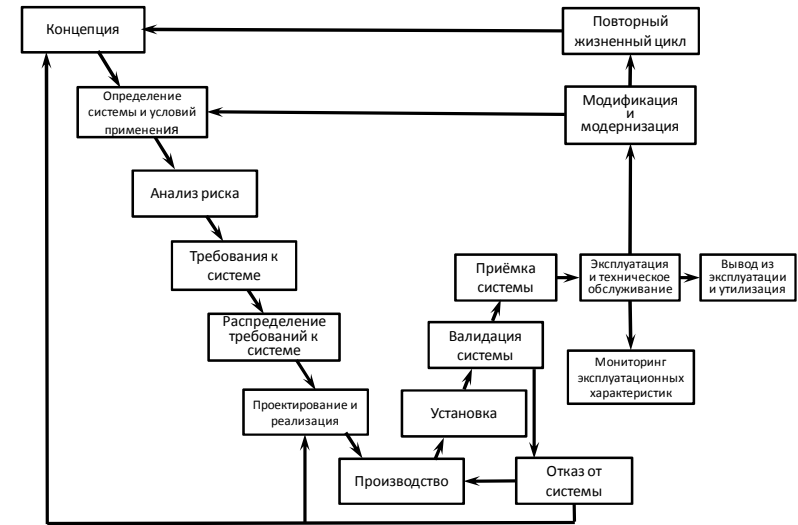 Концепция
Повторный
жизненный цикл
Определение
системы и условий
применения
Модификация
и
модернизация
Анализ риска
Требования к
системе
Приёмка
системы
Эксплуатация
и техническое
обслуживание
Вывод из
эксплуатации
и утилизация
Распределение
требований к
системе
Валидация
системы
Мониторинг
эксплуатационных
характеристик
Проектирование и
реализация
Установка
Производство
Отказ от
системы